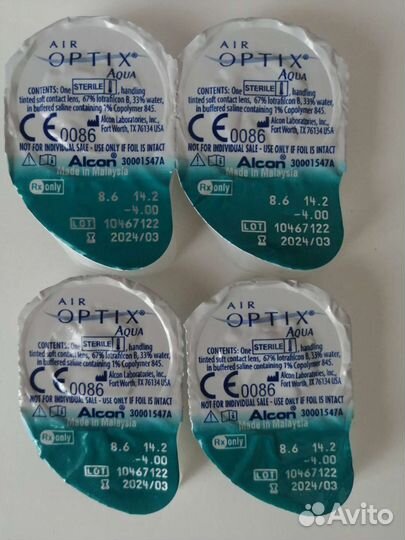 AIR
OPTIX®
AQUA
CONTENTS: One STERILE, handling
tinted soft contact lens, 67% lotrafilcon B, 33% water,
in buffered saline containing 1% Copolymer 845.
Alcon Laboratories, Inc.,
Fort Worth, TX 76134 USA
CE 0086
NOT FOR INDIVIDUAL SALE - USE ONLY IF FOIL IS INTACT
Alcon® 30001547A
Made in Malaysia
Rx only
8.6 14.2
-4.00
LOT 10467122
2024/03
AIR
OPTIX®
AQUA
CONTENTS: One STERILE, handling
tinted soft contact lens, 67% lotrafilcon B, 33% water,
in buffered saline containing 1% Copolymer 845.
Alcon Laboratories, Inc.,
Fort Worth, TX 76134 USA
CE 0086
NOT FOR INDIVIDUAL SALE - USE ONLY IF FOIL IS INTACT
Alcon® 30001547A
Made in Malaysia
Rx only
8.6 14.2
-4.00
LOT 10467122
2024/03
AIR
OPTIX®
AQUA
CONTENTS: One STERILE, handling
tinted soft contact lens, 67% lotrafilcon B, 33% water,
in buffered saline containing 1% Copolymer 845.
Alcon Laboratories, Inc.,
Fort Worth, TX 76134 USA
CE 0086
NOT FOR INDIVIDUAL SALE - USE ONLY IF FOIL IS INTACT
Alcon® 30001547A
Made in Malaysia
Rx only
8.6 14.2
-4.00
LOT 10467122
2024/03
AIR
OPTIX®
AQUA
CONTENTS: One STERILE, handling
tinted soft contact lens, 67% lotrafilcon B, 33% water,
in buffered saline containing 1% Copolymer 845.
Alcon Laboratories, Inc.,
Fort Worth, TX 76134 USA
CE 0086
NOT FOR INDIVIDUAL SALE - USE ONLY IF FOIL IS INTACT
Alcon® 30001547A
Made in Malaysia
Rx only
8.6 14.2
-4.00
LOT 10467122
2024/03
Avito